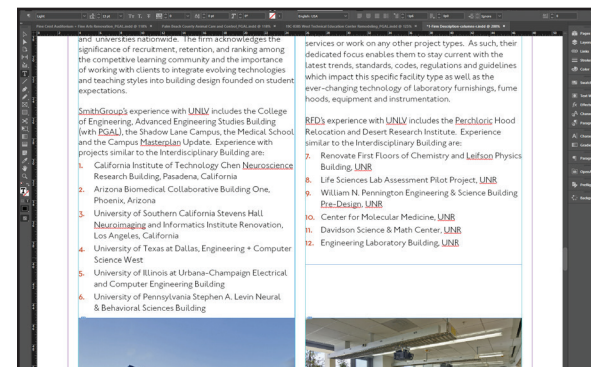 and universities nationwide. The firm acknowledges the
significance of recruitment, retention, and ranking among
the competitive learning community and the importance
of working with clients to integrate evolving technologies
and teaching styles into building design founded on student
expectations.
SmithGroup's experience with UNLV includes the College
of Engineering, Advanced Engineering Studies Building
(with PGAL), the Shadow Lane Campus, the Medical School
and the Campus Masterplan Update. Experience with
projects similar to the Interdisciplinary Building are:
1. California Institute of Technology Chen Neuroscience
Research Building, Pasadena, California
2. Arizona Biomedical Collaborative Building One,
Phoenix, Arizona
3. University of Southern California Stevens Hall
Neuroimaging and Informatics Institute Renovation,
Los Angeles, California
4. University of Texas at Dallas, Engineering + Computer
Science West
5. University of Illinois at Urbana-Champaign Electrical
and Computer Engineering Building
6. University of Pennsylvania Stephen A. Levin Neural
& Behavioral Sciences Building
services or work on any other project types. As such, their
dedicated focus enables them to stay current with the
latest trends, standards, codes, regulations and guidelines
which impact this specific facility type as well as the
ever-changing technology of laboratory furnishings, fume
hoods, equipment and instrumentation.
RFD's experience with UNLV includes the Perchloric Hood
Relocation and Desert Research Institute. Experience
similar to the Interdisciplinary Building are:
7. Renovate First Floors of Chemistry and Leifson Physics
Building, UNR
8. Life Sciences Lab Assessment Pilot Project, UNR
9. William N. Pennington Engineering & Science Building
Pre-Design, UNR
10. Center for Molecular Medicine, UNR
11. Davidson Science & Math Center, UNR
12. Engineering Laboratory Building, UNR